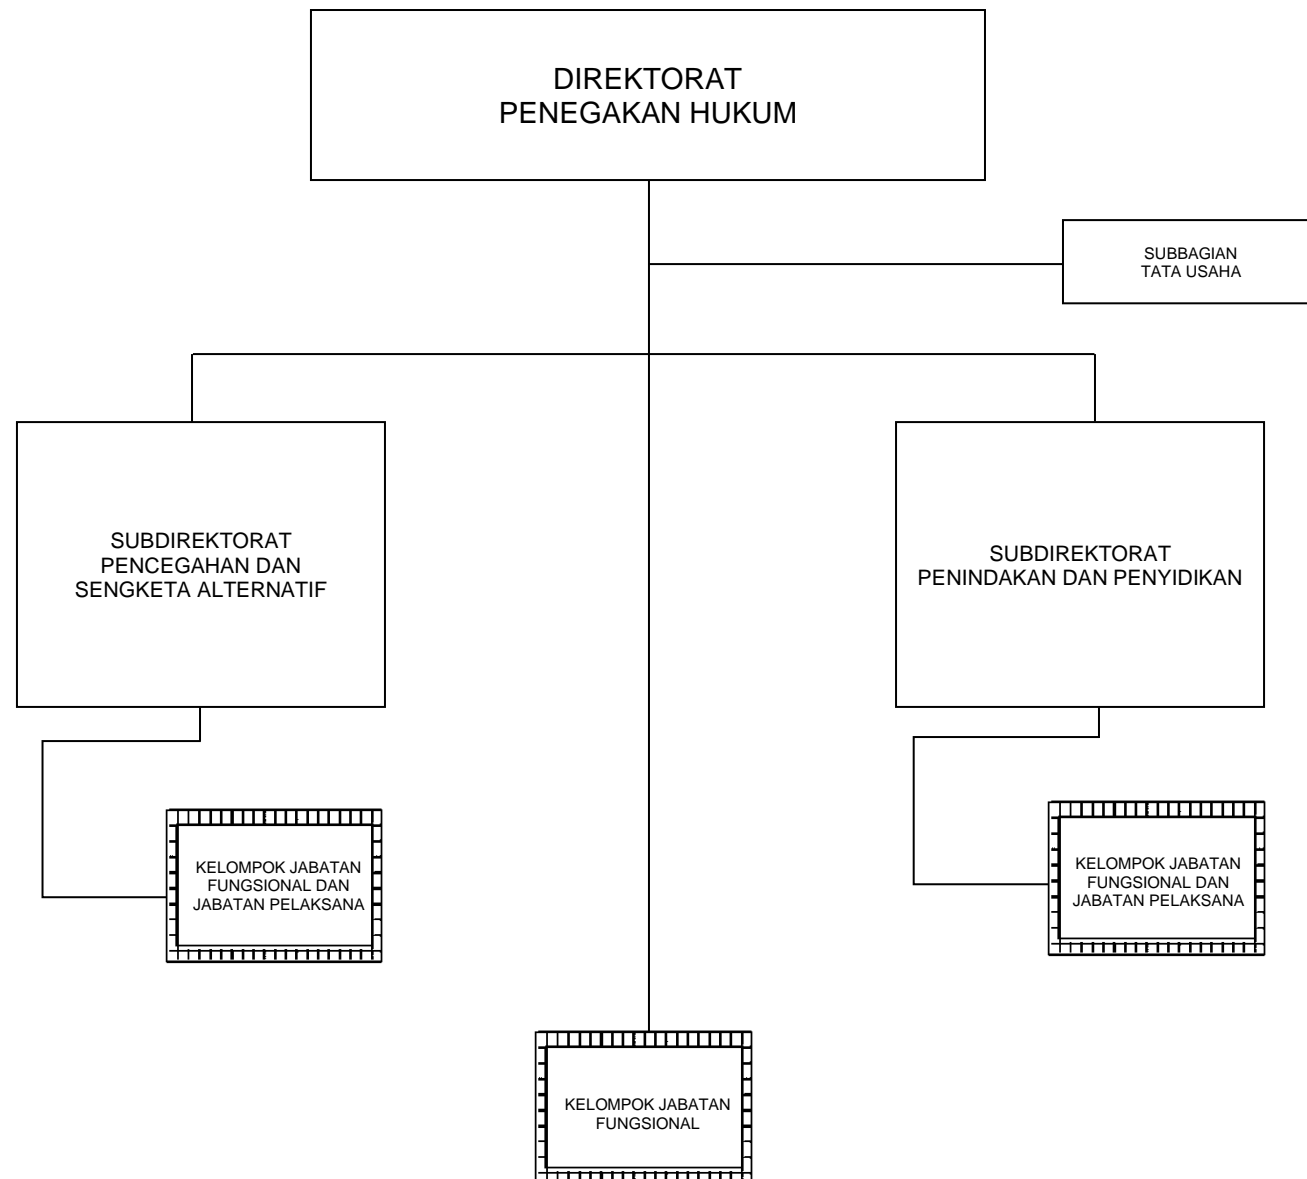 DIREKTORAT
PENEGAKAN HUKUM
SUBBAGIAN
TATA USAHA
SUBDIREKTORAT
PENCEGAHAN DAN
SENGKETA ALTERNATIF
SUBDIREKTORAT
PENINDAKAN DAN PENYIDIKAN
KELOMPOK JABATAN
FUNGSIONAL DAN
JABATAN PELAKSANA
KELOMPOK JABATAN
FUNGSIONAL DAN
JABATAN PELAKSANA
KELOMPOK JABATAN
FUNGSIONAL